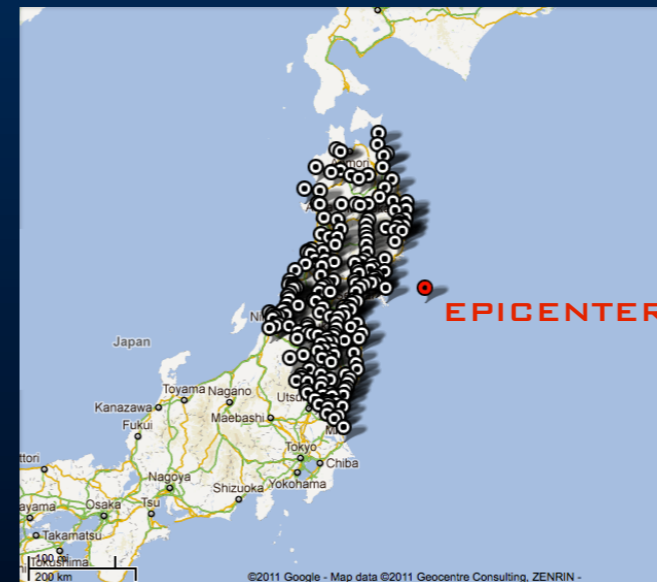 EPICENTER
Japan
Toyama
Nagano
Kanazawa
Maebashi
Fukui
Tokyo
Chiba
Yokohama
Nagoya
Shizuoka
Osaka
Tsu
Takamatsu
Tokushima
200 km
©2011 Google - Map data ©2011 Geocentre Consulting, ZENRIN -